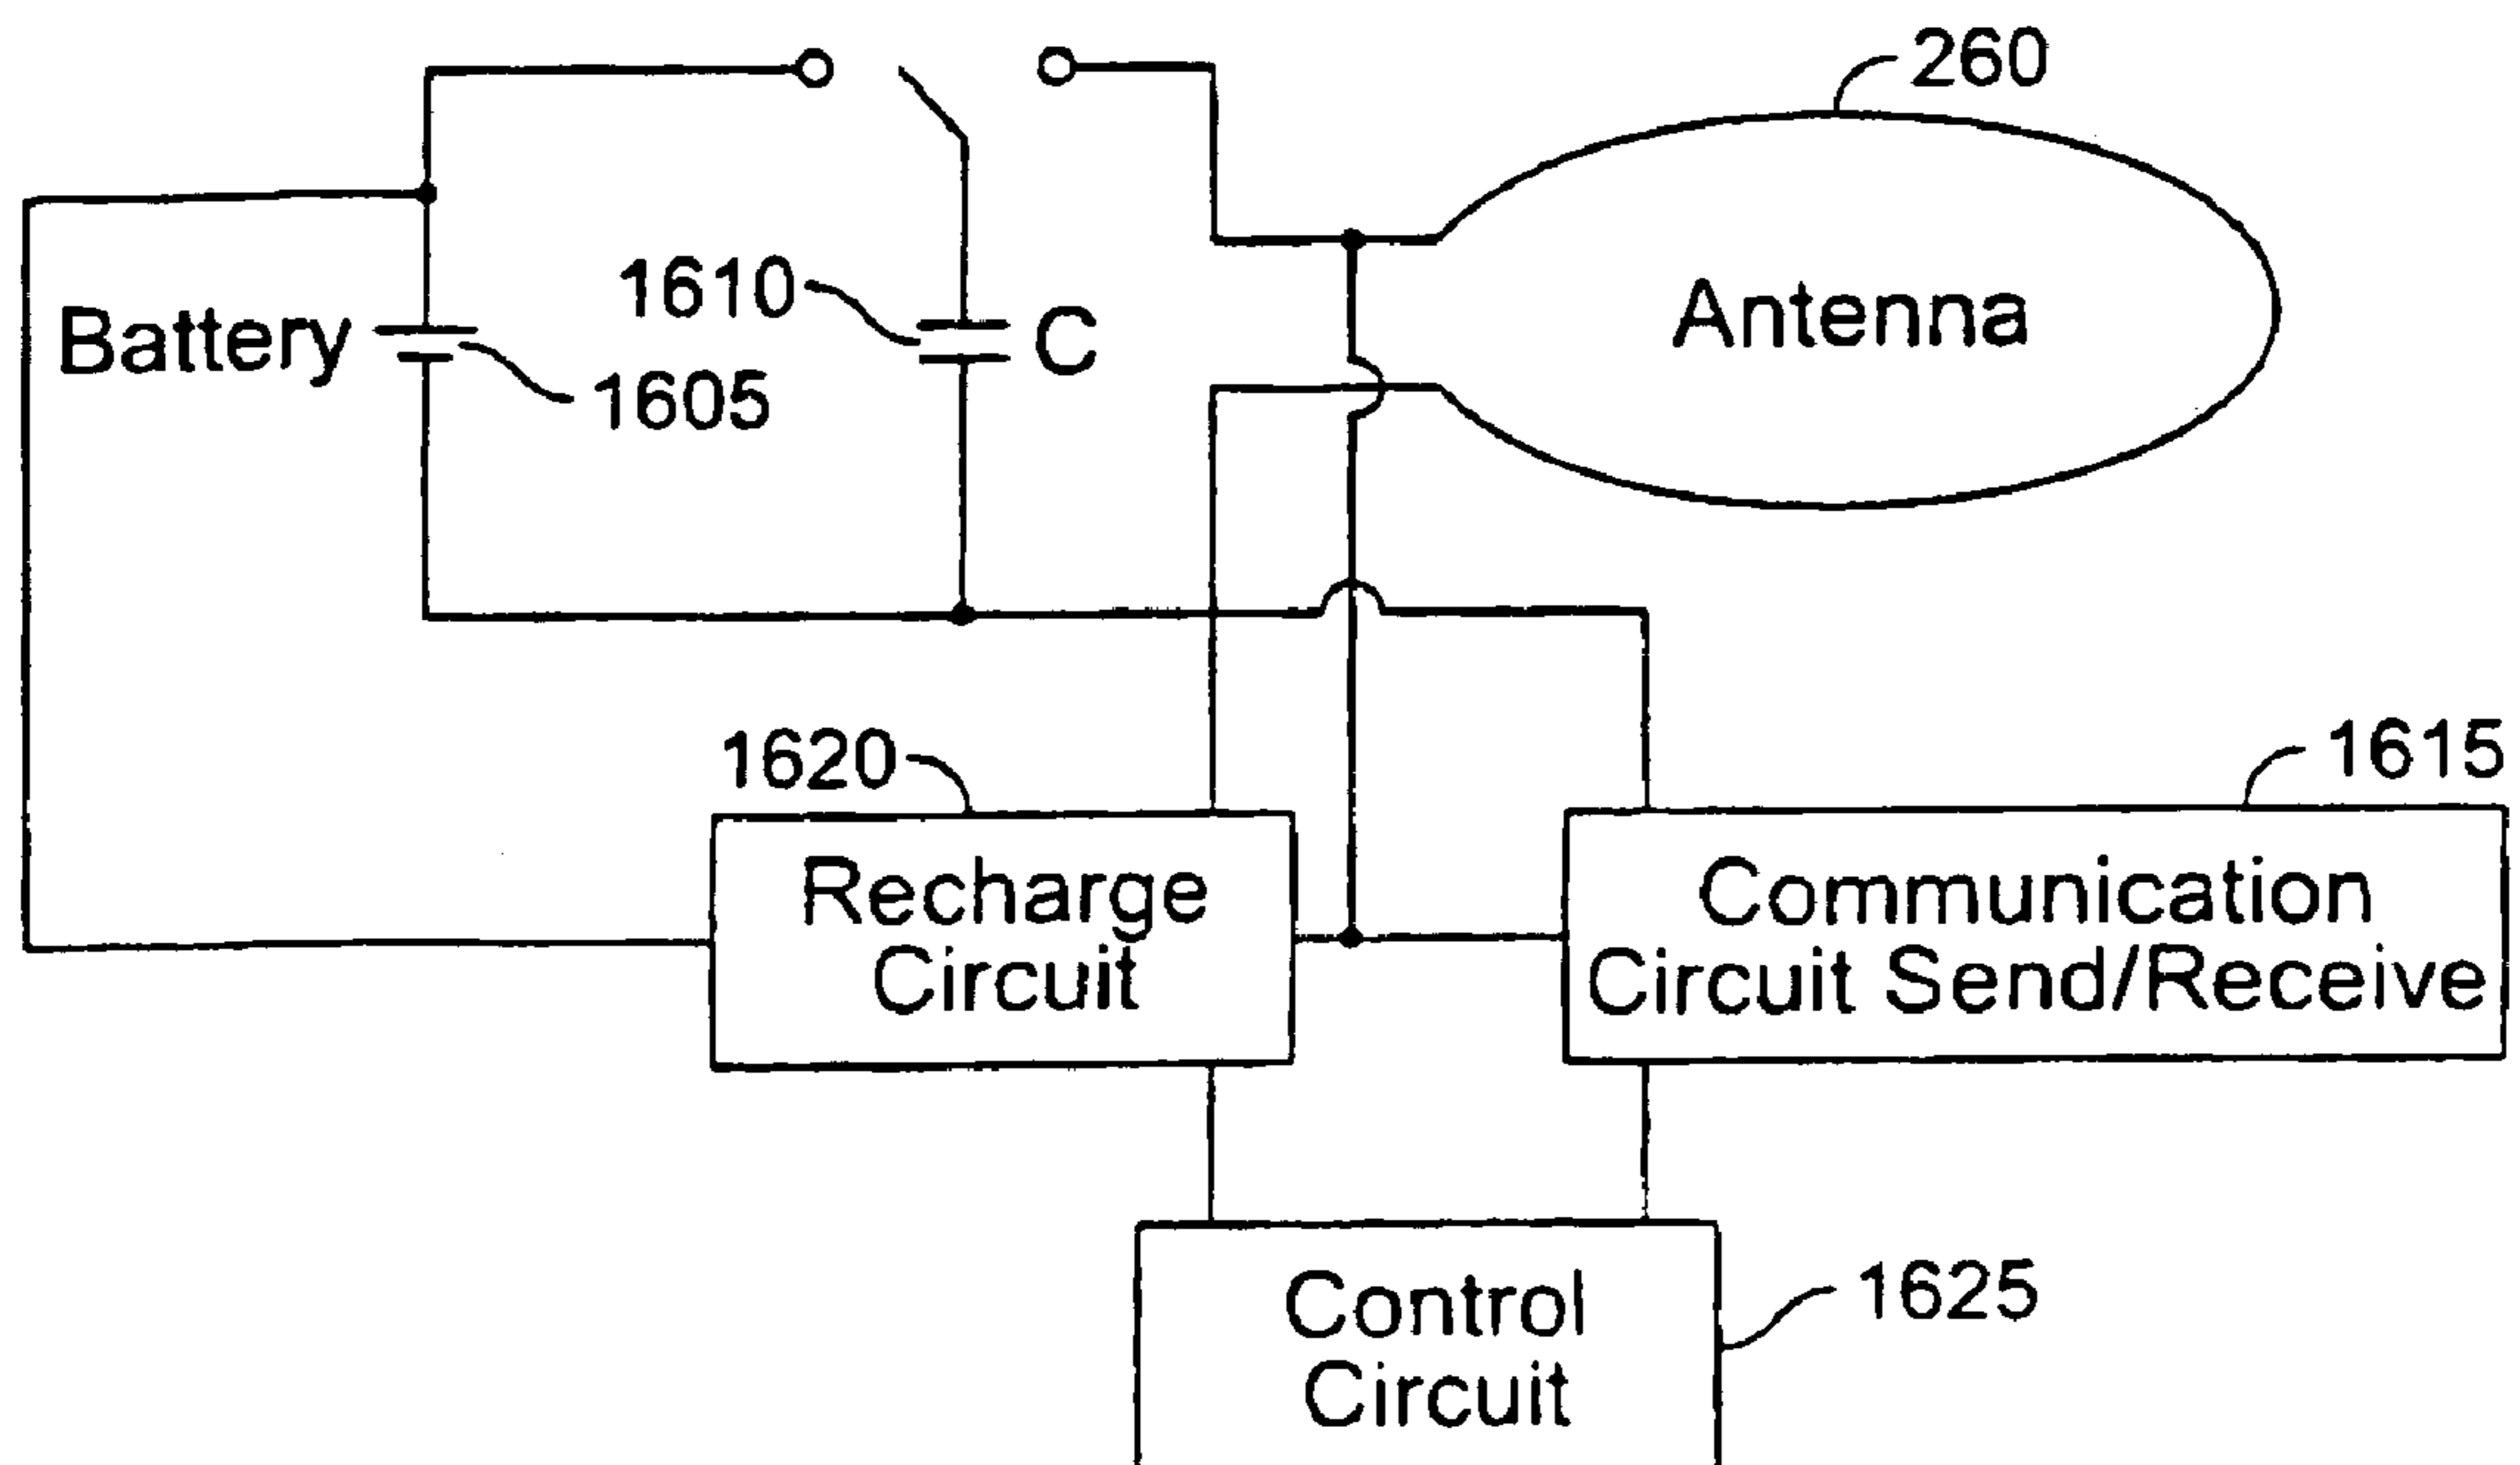 260
Antenna
1610
C
Battery
1605
1620
1615
Recharge
Circuit
Communication
Circuit Send/Receive
Control
Circuit
1625